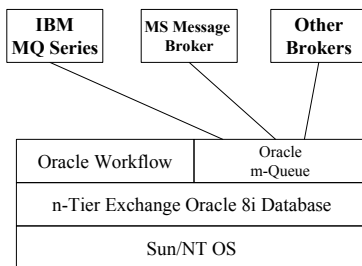 IBM
MQ Series
MS Message
Broker
Other
Brokers
Oracle Workflow
Oracle
m-Queue
n-Tier Exchange Oracle 8i Database
Sun/NT OS